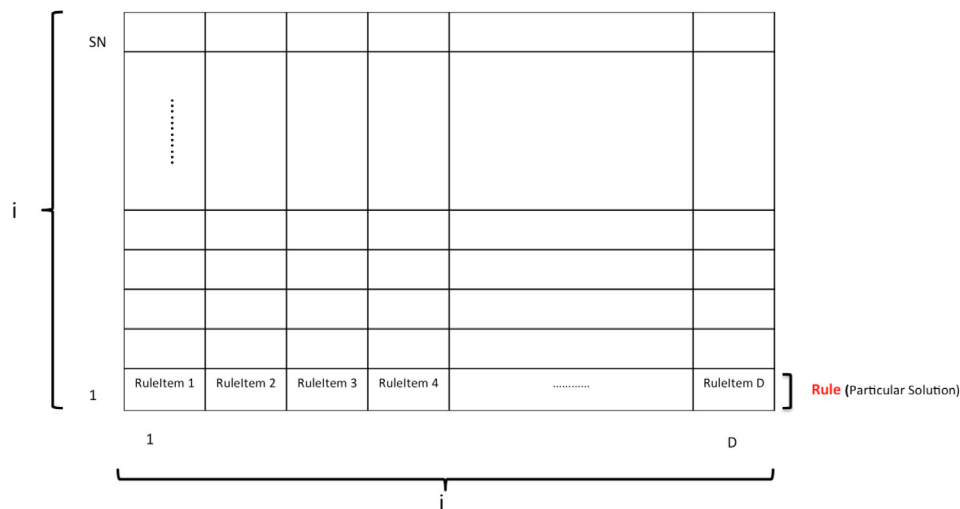 SN
i
1
RuleItem 1 RuleItem 2 RuleItem 3 RuleItem 4 ............ RuleItem D
Rule (Particular Solution)
1 D
i